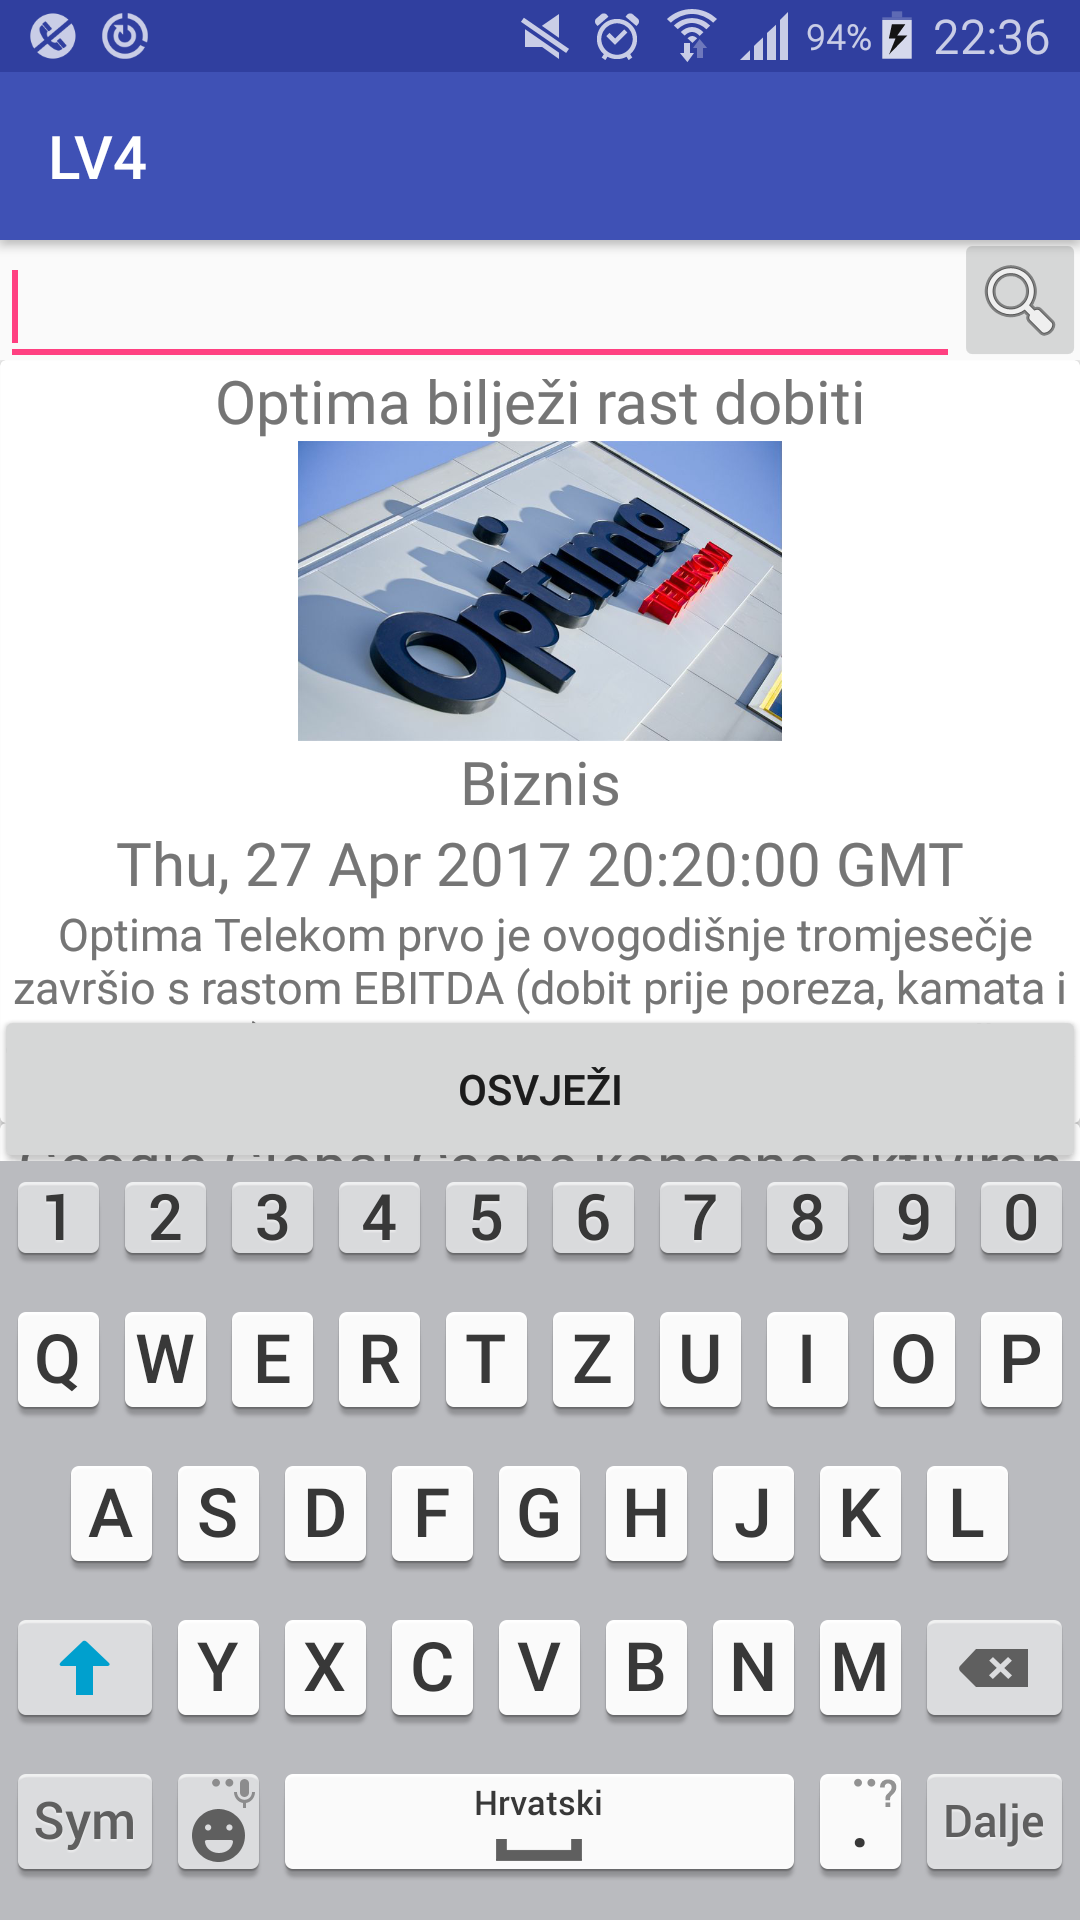 94% 22:36
LV4
Optima bilježi rast dobiti
Optima
TELEKOM
Biznis
Thu, 27 Apr 2017 20:20:00 GMT
Optima Telekom prvo je ovogodišnje tromjesečje
završio s rastom EBITDA (dobit prije poreza, kamata i
OSVJEŽI
1 2 3 4 5 6 7 8 9 0
Q W E R T Z U I O P
A S D F G H J K L
Y X C V B N M
Sym Hrvatski . ? Dalje